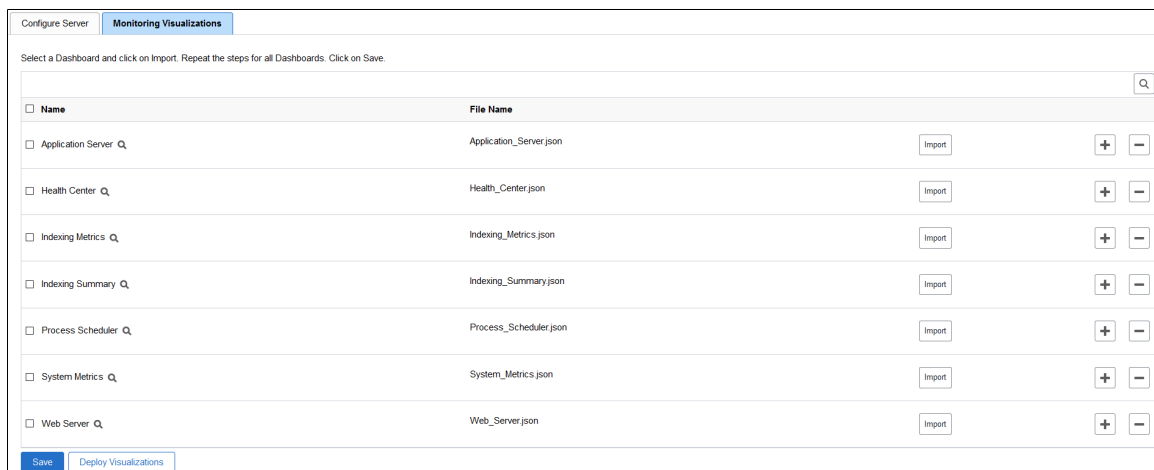 Configure Server Monitoring Visualizations
Select a Dashboard and click on Import. Repeat the steps for all Dashboards. Click on Save.
Name File Name
Application Server Application_Server.json Import
Health Center Health_Center.json Import
Indexing Metrics Indexing_Metrics.json Import
Indexing Summary Indexing_Summary.json Import
Process Scheduler Process_Scheduler.json Import
System Metrics System_Metrics.json Import
Web Server Web_Server.json Import
Save Deploy Visualizations